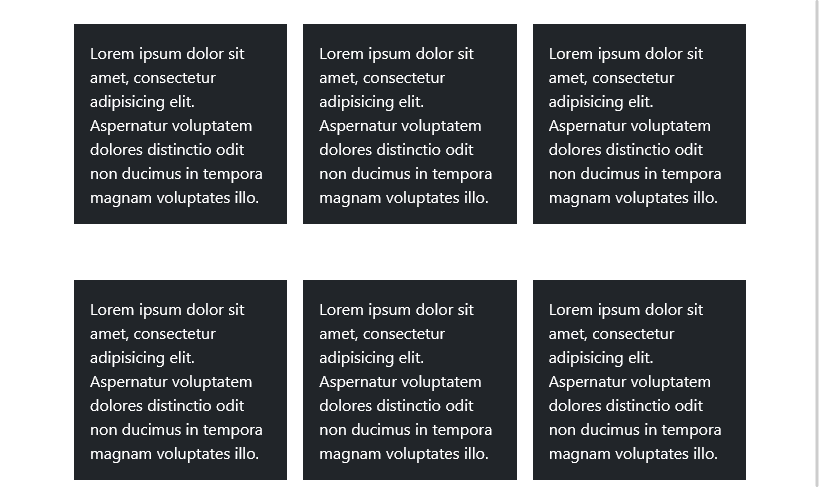 Lorem ipsum dolor sit
amet, consectetur
adipisicing elit.
Aspernatur voluptatem
dolores distinctio odit
non ducimus in tempora
magnam voluptates illo.
Lorem ipsum dolor sit
amet, consectetur
adipisicing elit.
Aspernatur voluptatem
dolores distinctio odit
non ducimus in tempora
magnam voluptates illo.
Lorem ipsum dolor sit
amet, consectetur
adipisicing elit.
Aspernatur voluptatem
dolores distinctio odit
non ducimus in tempora
magnam voluptates illo.
Lorem ipsum dolor sit
amet, consectetur
adipisicing elit.
Aspernatur voluptatem
dolores distinctio odit
non ducimus in tempora
magnam voluptates illo.
Lorem ipsum dolor sit
amet, consectetur
adipisicing elit.
Aspernatur voluptatem
dolores distinctio odit
non ducimus in tempora
magnam voluptates illo.
Lorem ipsum dolor sit
amet, consectetur
adipisicing elit.
Aspernatur voluptatem
dolores distinctio odit
non ducimus in tempora
magnam voluptates illo.